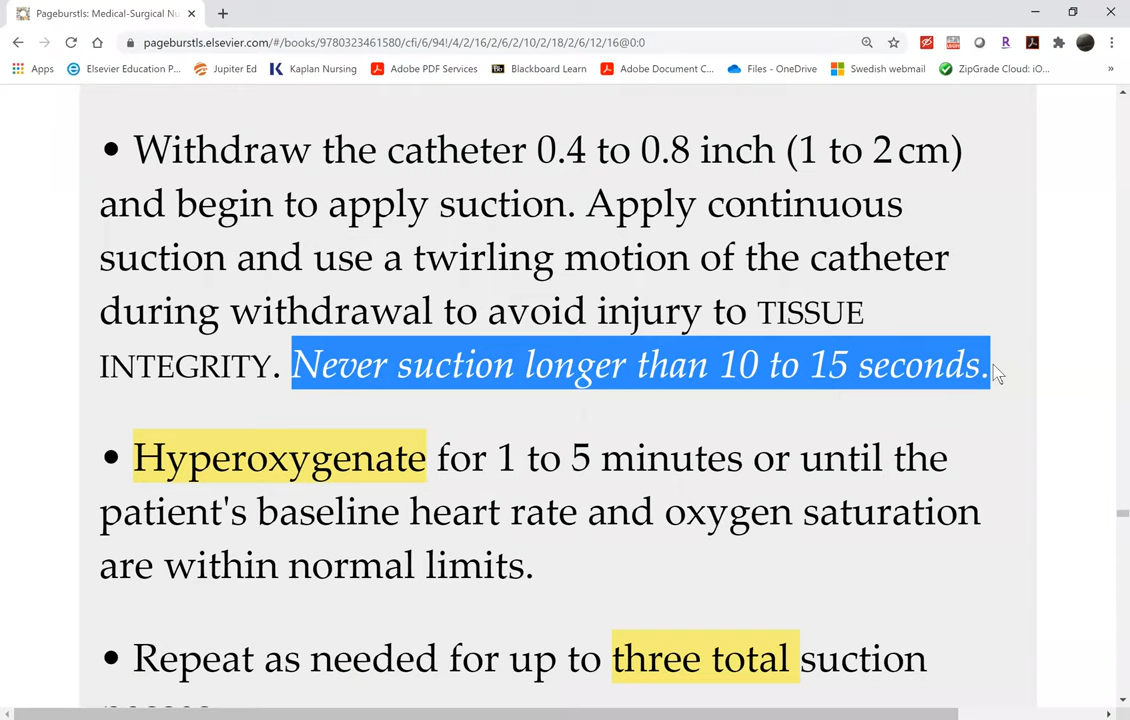 Pageburstls: Medical-Surgical Nu
pageburstls.elsevier.com/#/books/9780323461580/cfi/6/94!/4/2/16/2/6/2/10/2/18/2/6/12/16@0:0
Apps Elsevier Education P... Jupiter Ed Kaplan Nursing Adobe PDF Services Blackboard Learn Adobe Document C... Files - OneDrive Swedish webmail ZipGrade Cloud: iO... »
• Withdraw the catheter 0.4 to 0.8 inch (1 to 2 cm)
and begin to apply suction. Apply continuous
suction and use a twirling motion of the catheter
during withdrawal to avoid injury to TISSUE
INTEGRITY. Never suction longer than 10 to 15 seconds.
• Hyperoxygenate for 1 to 5 minutes or until the
patient's baseline heart rate and oxygen saturation
are within normal limits.
• Repeat as needed for up to three total suction